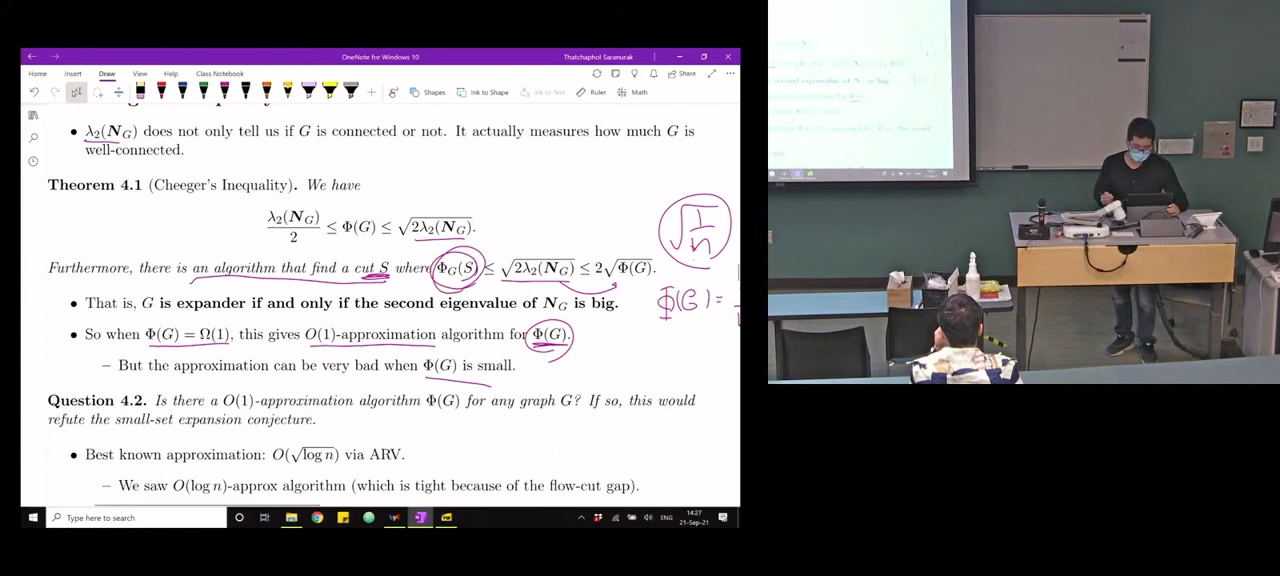 OneNote for Windows 10
Thatchaphol Saranurak
Home Insert Draw View Help Class Notebook
Share
Shapes Ink to Shape Ink to Text Ruler Math
• λ₂(N_G) does not only tell us if G is connected or not. It actually measures how much G is
well-connected.
Theorem 4.1 (Cheeger's Inequality). We have
λ₂(N_G)/2 ≤ Φ(G) ≤ √(2λ₂(N_G)).
√(1/n)
Furthermore, there is an algorithm that find a cut S where Φ_G(S) ≤ √(2λ₂(N_G)) ≤ 2√Φ(G).
• That is, G is expander if and only if the second eigenvalue of N_G is big.
Φ(G) =
• So when Φ(G) = Ω(1), this gives O(1)-approximation algorithm for Φ(G).
– But the approximation can be very bad when Φ(G) is small.
Question 4.2. Is there a O(1)-approximation algorithm Φ(G) for any graph G? If so, this would
refute the small-set expansion conjecture.
• Best known approximation: O(√log n) via ARV.
– We saw O(log n)-approx algorithm (which is tight because of the flow-cut gap).
Type here to search
ENG
14:27
21-Sep-21